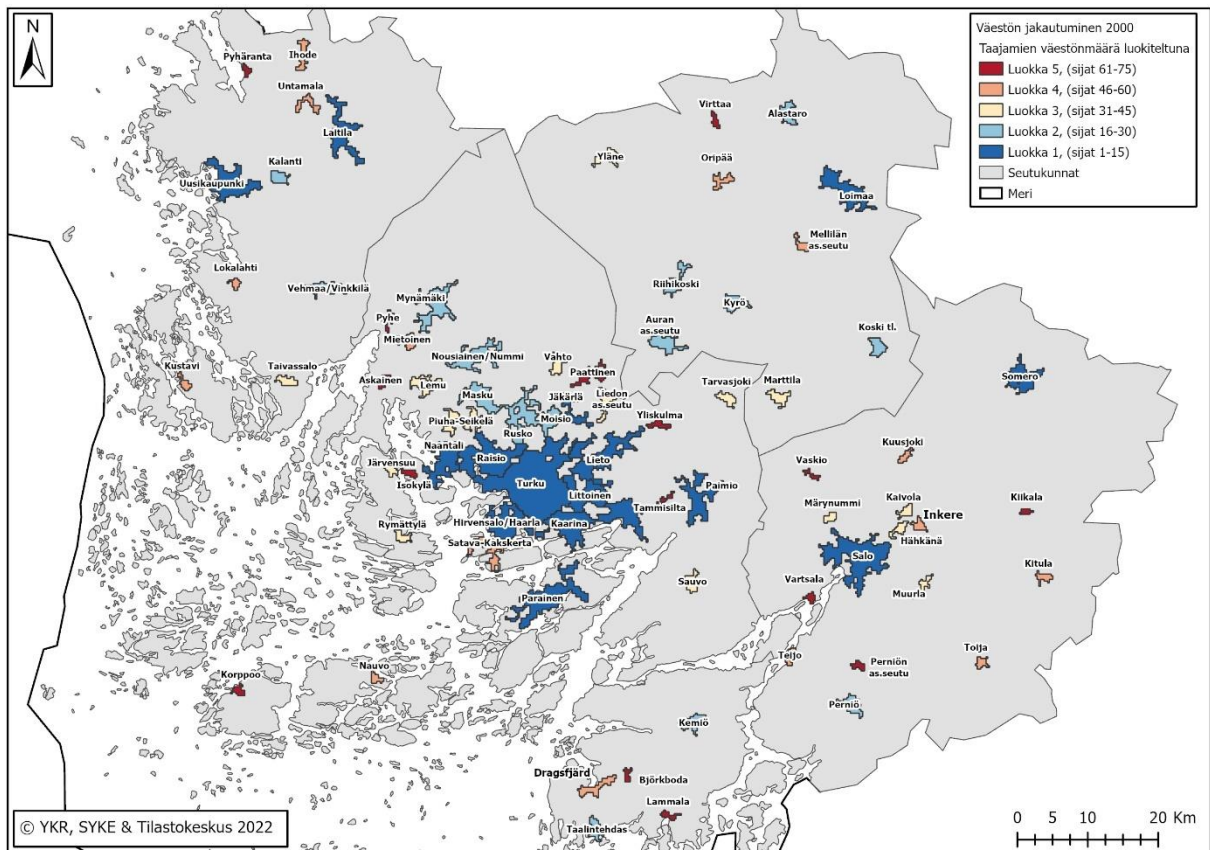 N
Väestön jakautuminen 2000
Taajamien väestönmäärä luokiteltuna
Luokka 5, (sijat 61-75)
Luokka 4, (sijat 46-60)
Luokka 3, (sijat 31-45)
Luokka 2, (sijat 16-30)
Luokka 1, (sijat 1-15)
Seutukunnat
Meri
Pyhäranta
Ihode
Untamala
Laitila
Kalanti
Uusikaupunki
Virttaa
Alastaro
Yläne
Oripää
Loimaa
Mellilän
as.seutu
Lokalahti
Vehmaa/Vinkkilä
Mynämäki
Riihikoski
Kyrö
Pyhe
Mietoinen
Auran
as.seutu
Koski tl.
Nousiainen/Nummi
Vahto
Paattinen
Kustavi
Taivassalo
Askainen
Lemu
Masku
Jäkärlä
Liedon
as.seutu
Tarvasjoki
Marttila
Somero
Piuha-Seikelä
Moisio
Rusko
Yliskulma
Naantali
Raisio
Lieto
Kuusjoki
Järvensuu
Isokylä
Vaskio
Turku
Littoinen
Paimio
Tammisilta
Märynummi
Kaivola
Kiikala
Inkere
Rymättylä
Hirvensalo/Haarla
Kaarina
Hähkänä
Satava-Kakskerta
Salo
Kitula
Sauvo
Vartsala
Muurla
Parainen
Teijo
Toija
Korppoo
Nauvo
Perniön
as.seutu
Perniö
Kemiö
Dragsfjärd
Björkboda
Lammala
Taalintehdas
© YKR, SYKE & Tilastokeskus 2022
0 5 10 20 Km